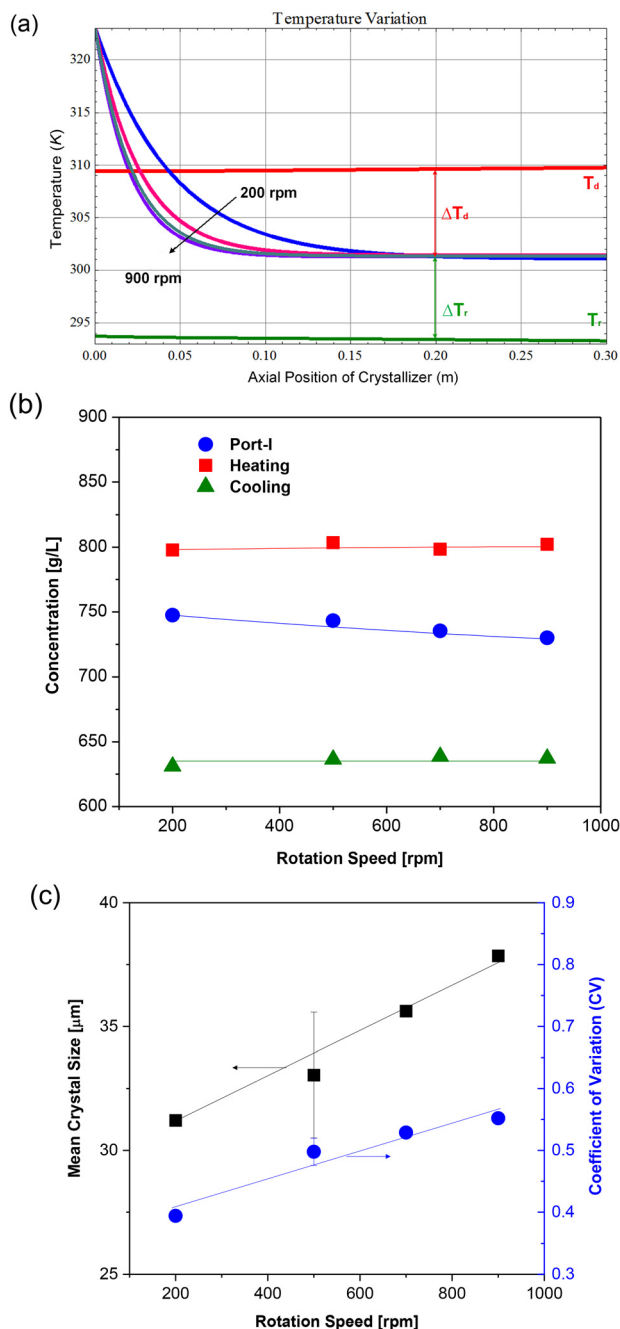 (a)
Temperature Variation
Temperature (K)
320
315
310
305
300
295
200 rpm
900 rpm
ΔTd
Td
ΔTr
Tr
0.00 0.05 0.10 0.15 0.20 0.25 0.30
Axial Position of Crystallizer (m)
(b)
Concentration [g/L]
900
850
800
750
700
650
600
Port-I
Heating
Cooling
200 400 600 800 1000
Rotation Speed [rpm]
(c)
Mean Crystal Size [μm]
40
35
30
25
0.9
0.8
0.7
0.6
0.5
0.4
0.3
Coefficient of Variation (CV)
200 400 600 800 1000
Rotation Speed [rpm]